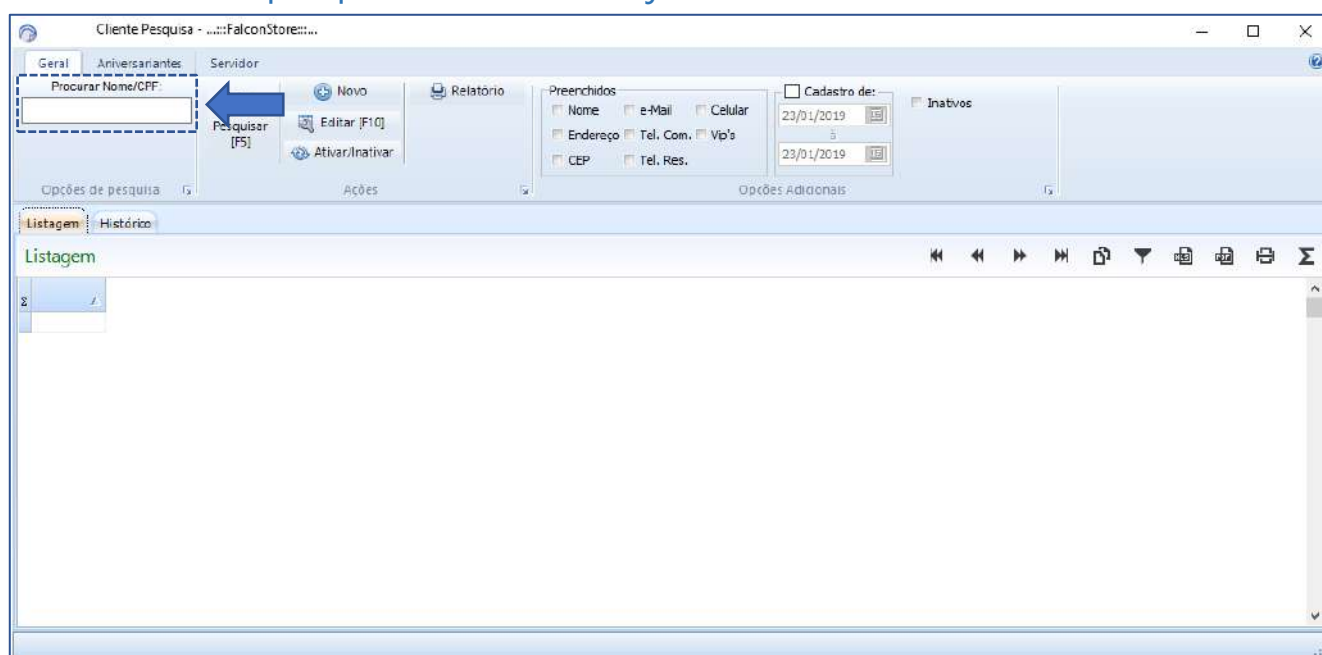 Cliente Pesquisa - ...:::FalconStore:::...
Geral Aniversariantes Servidor
Procurar Nome/CPF:
Pesquisar
[F5]
Novo
Editar [F10]
Ativar/Inativar
Relatório
Preenchidos
Nome e-Mail Celular
Endereço Tel. Com. Vip's
CEP Tel. Res.
Cadastro de:
23/01/2019
à
23/01/2019
Inativos
Opções de pesquisa Ações Opções Adicionais
Listagem Histórico
Listagem
Σ